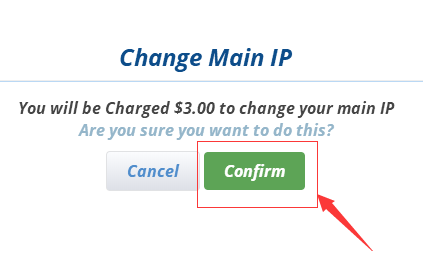 Change Main IP
You will be Charged $3.00 to change your main IP
Are you sure you want to do this?
Cancel
Confirm